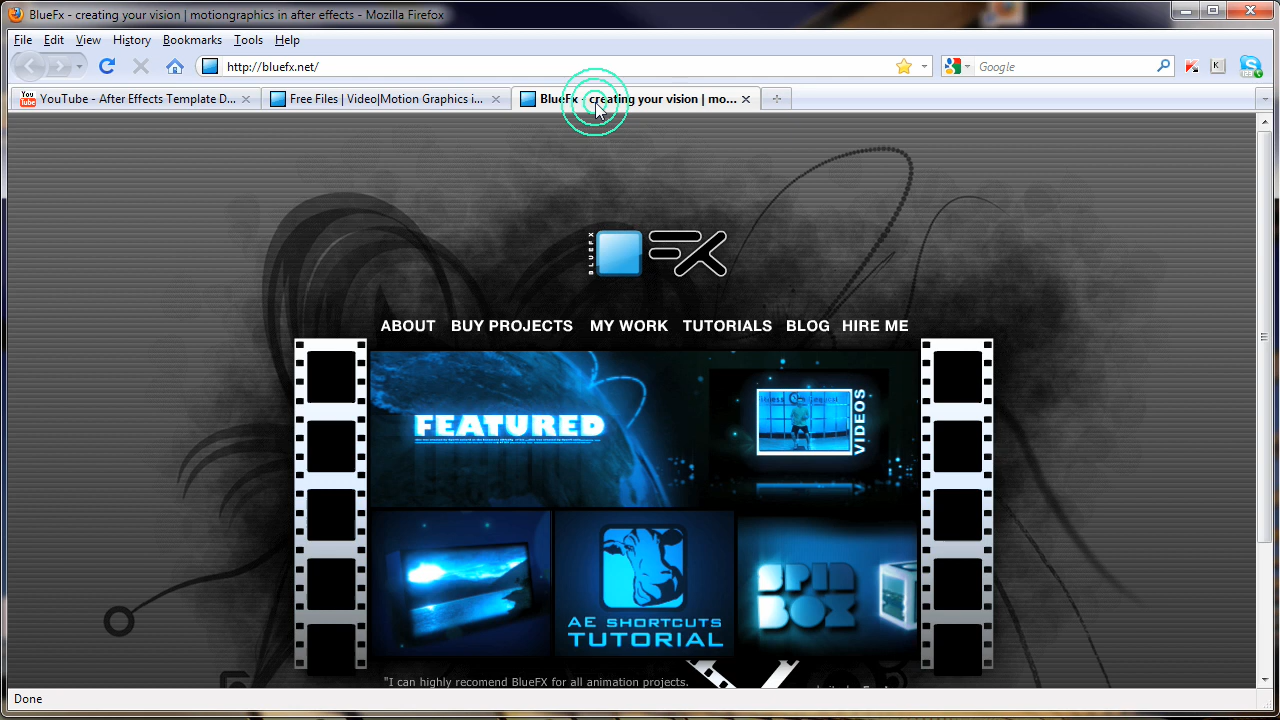 BlueFx - creating your vision | motiongraphics in after effects - Mozilla Firefox
File Edit View History Bookmarks Tools Help
http://bluefx.net/
Google
K
You Tube YouTube - After Effects Template D...
Free Files | Video|Motion Graphics i...
BlueFx - creating your vision | mo...
BLUEFX FX
ABOUT BUY PROJECTS MY WORK TUTORIALS BLOG HIRE ME
FEATURED
VIDEOS
AE SHORTCUTS
TUTORIAL
SPIN
BOX
"I can highly recomend BlueFX for all animation projects.
Done